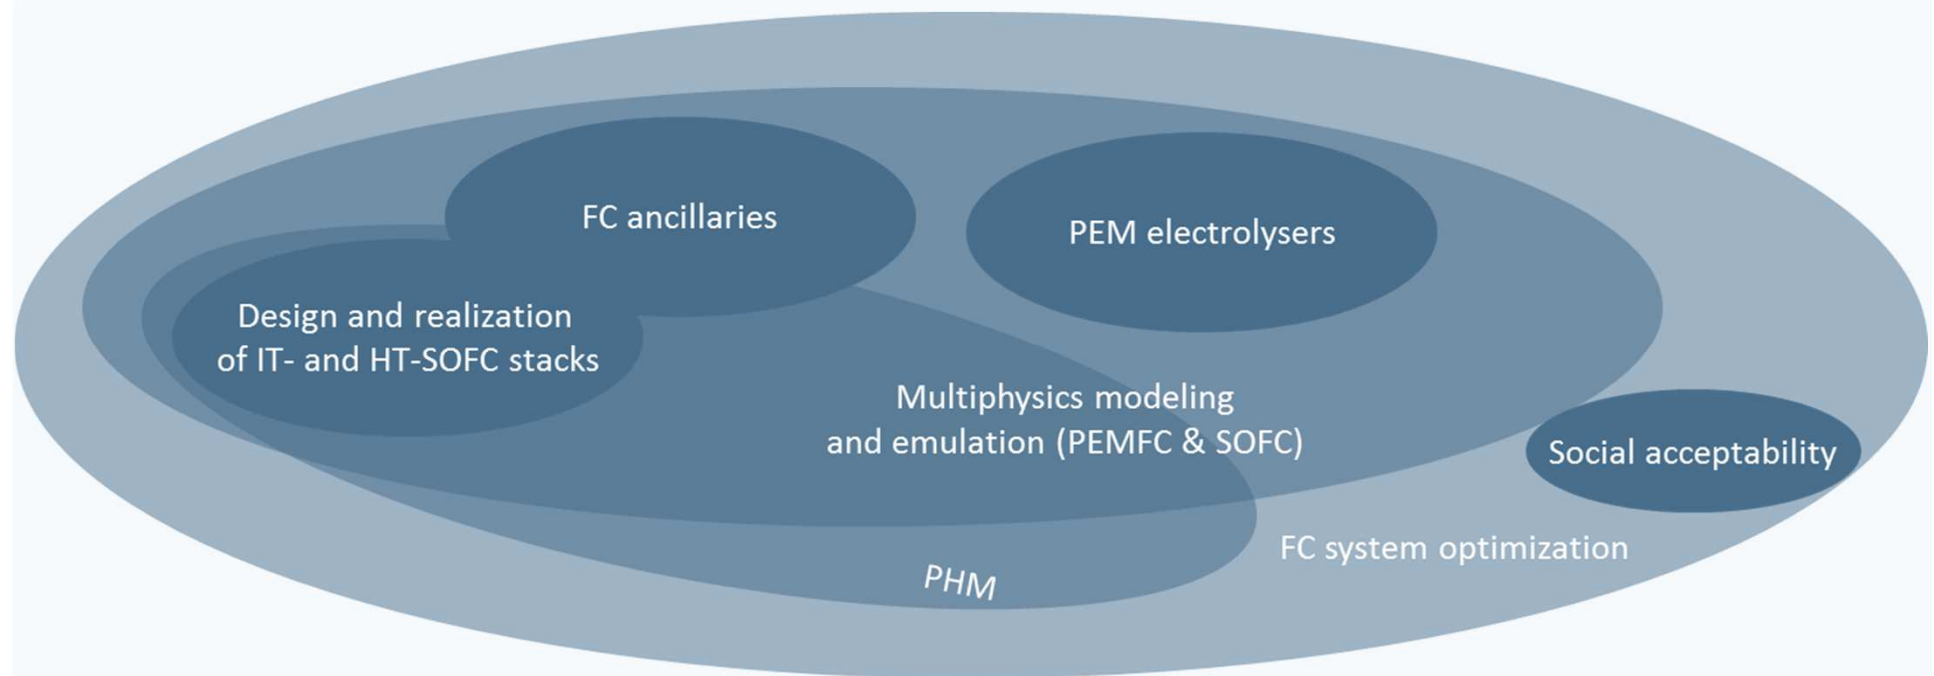 FC ancillaries
PEM electrolysers
Design and realization
of IT- and HT-SOFC stacks
Multiphysics modeling
and emulation (PEMFC & SOFC)
Social acceptability
FC system optimization
PHM